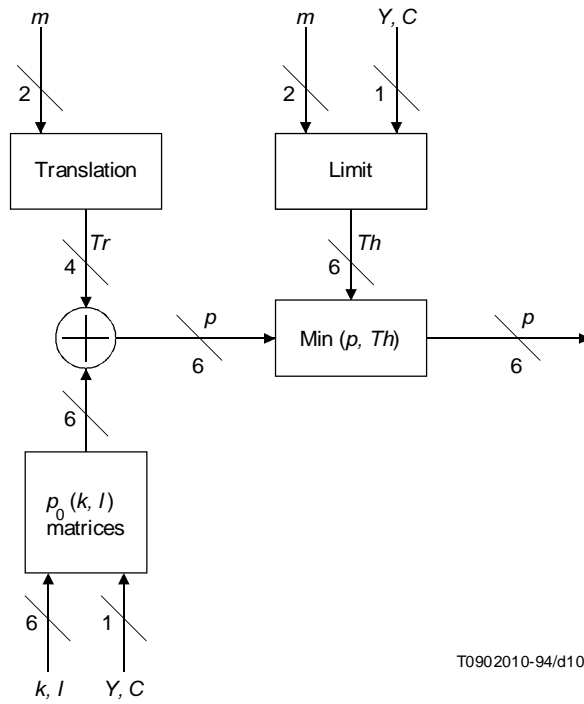 m
m
Y, C
2
2
1
Translation
Limit
Tr
Th
4
6
p
p
Min (p, Th)
6
6
6
p0 (k, l)
matrices
6
1
k, l
Y, C
T0902010-94/d10